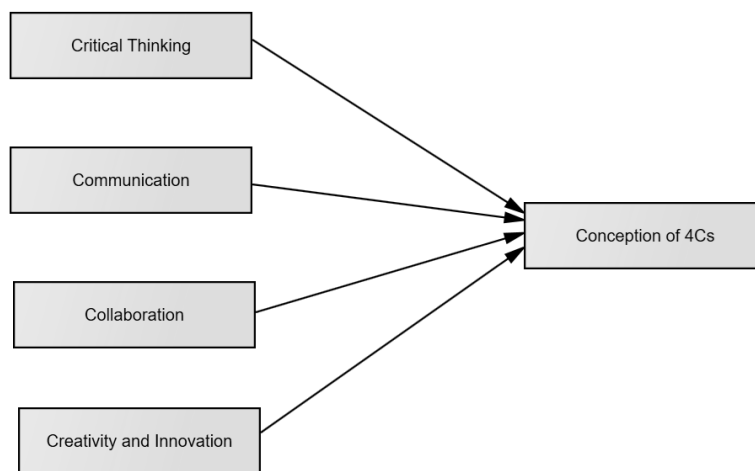 Critical Thinking
Communication
Conception of 4Cs
Collaboration
Creativity and Innovation